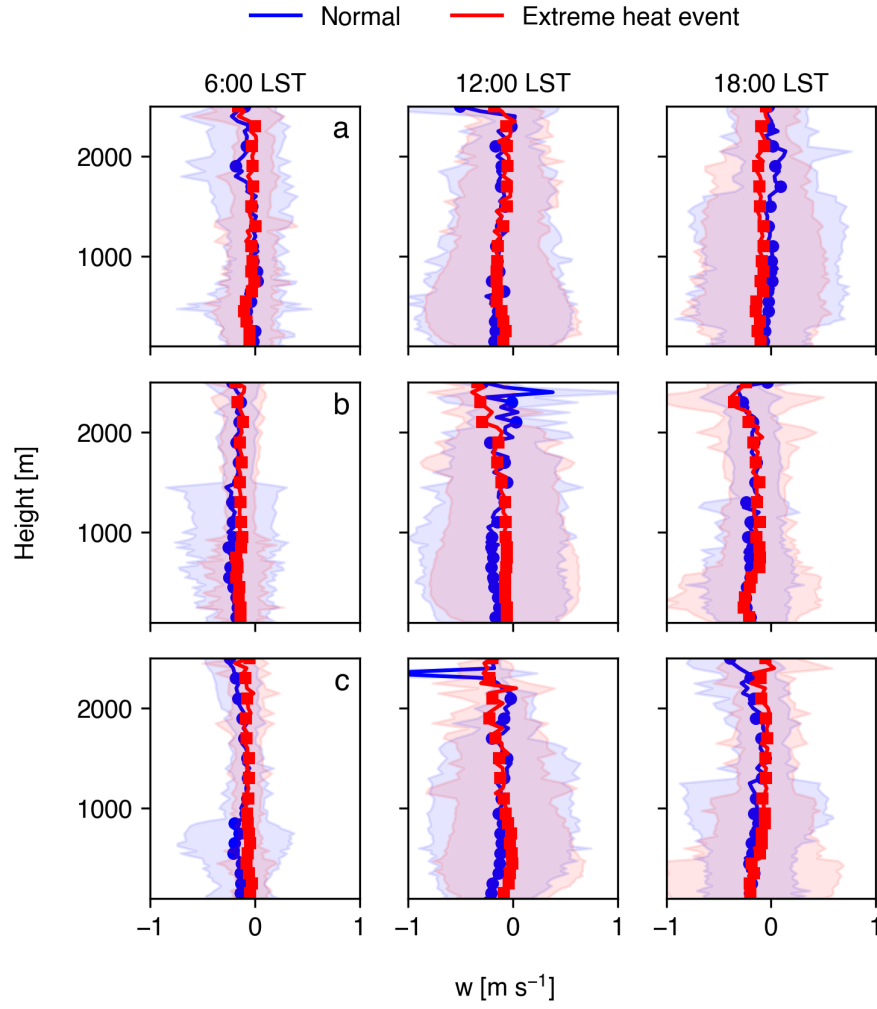 Normal Extreme heat event
6:00 LST 12:00 LST 18:00 LST
a
2000
1000
b
2000
1000
c
2000
1000
Height [m]
−1 0 1 −1 0 1 −1 0 1
w [m s⁻¹]